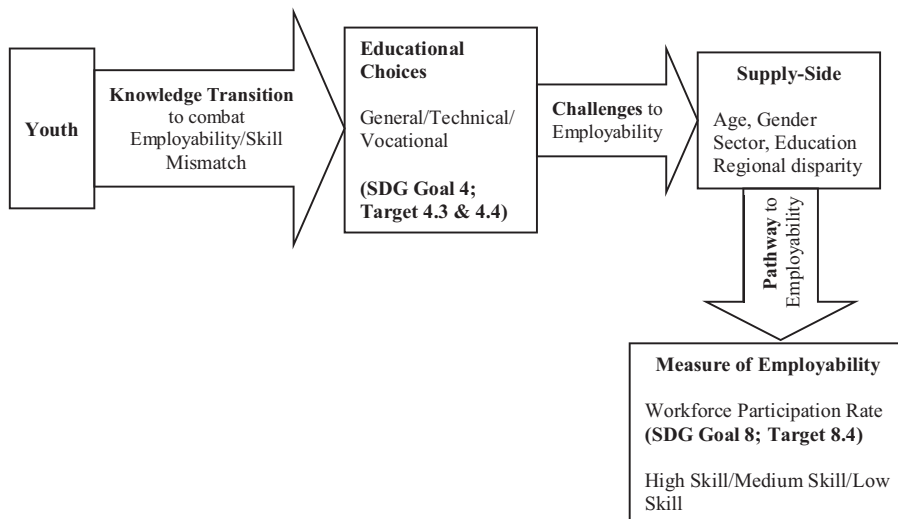 Youth
Knowledge Transition
to combat
Employability/Skill
Mismatch
Educational
Choices
General/Technical/
Vocational
(SDG Goal 4;
Target 4.3 & 4.4)
Challenges to
Employability
Supply-Side
Age, Gender
Sector, Education
Regional disparity
Pathway to
Employability
Measure of Employability
Workforce Participation Rate
(SDG Goal 8; Target 8.4)
High Skill/Medium Skill/Low
Skill